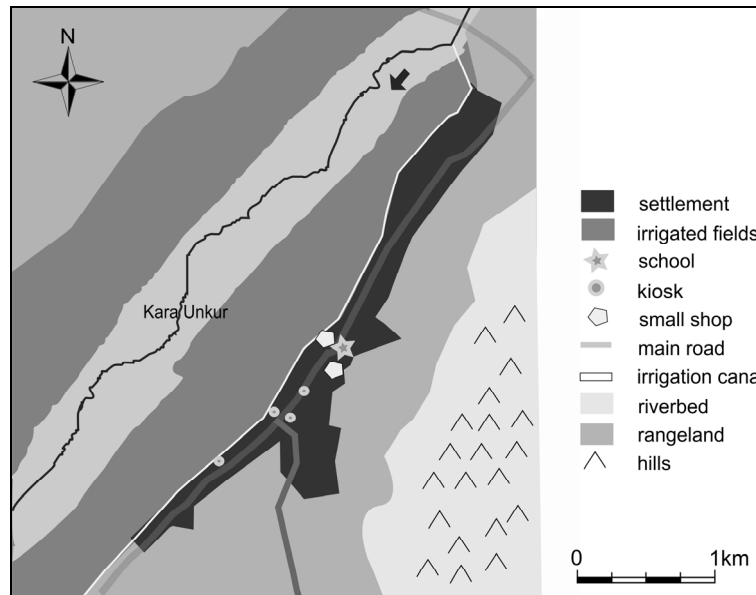 N
Kara Unkur
settlement
irrigated fields
school
kiosk
small shop
main road
irrigation cana
riverbed
rangeland
hills
0 1km